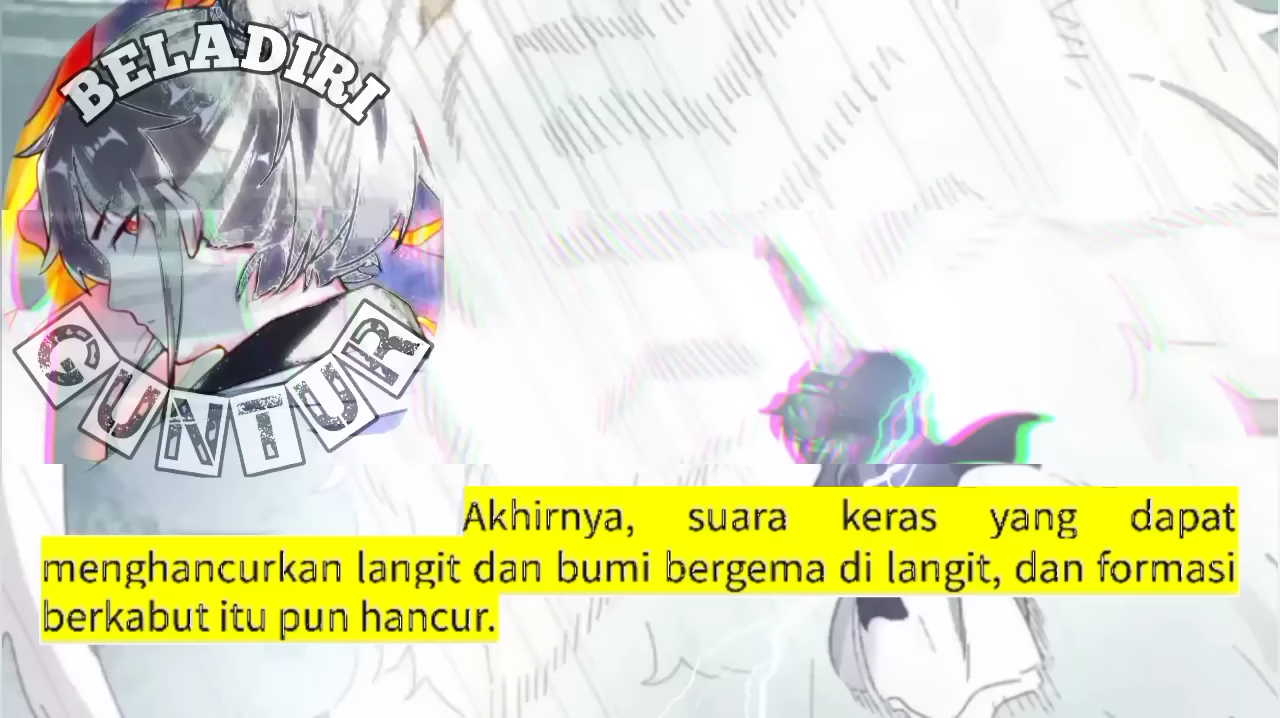 BELADIRI
GUNTUR
Akhirnya, suara keras yang dapat
menghancurkan langit dan bumi bergema di langit, dan formasi
berkabut itu pun hancur.